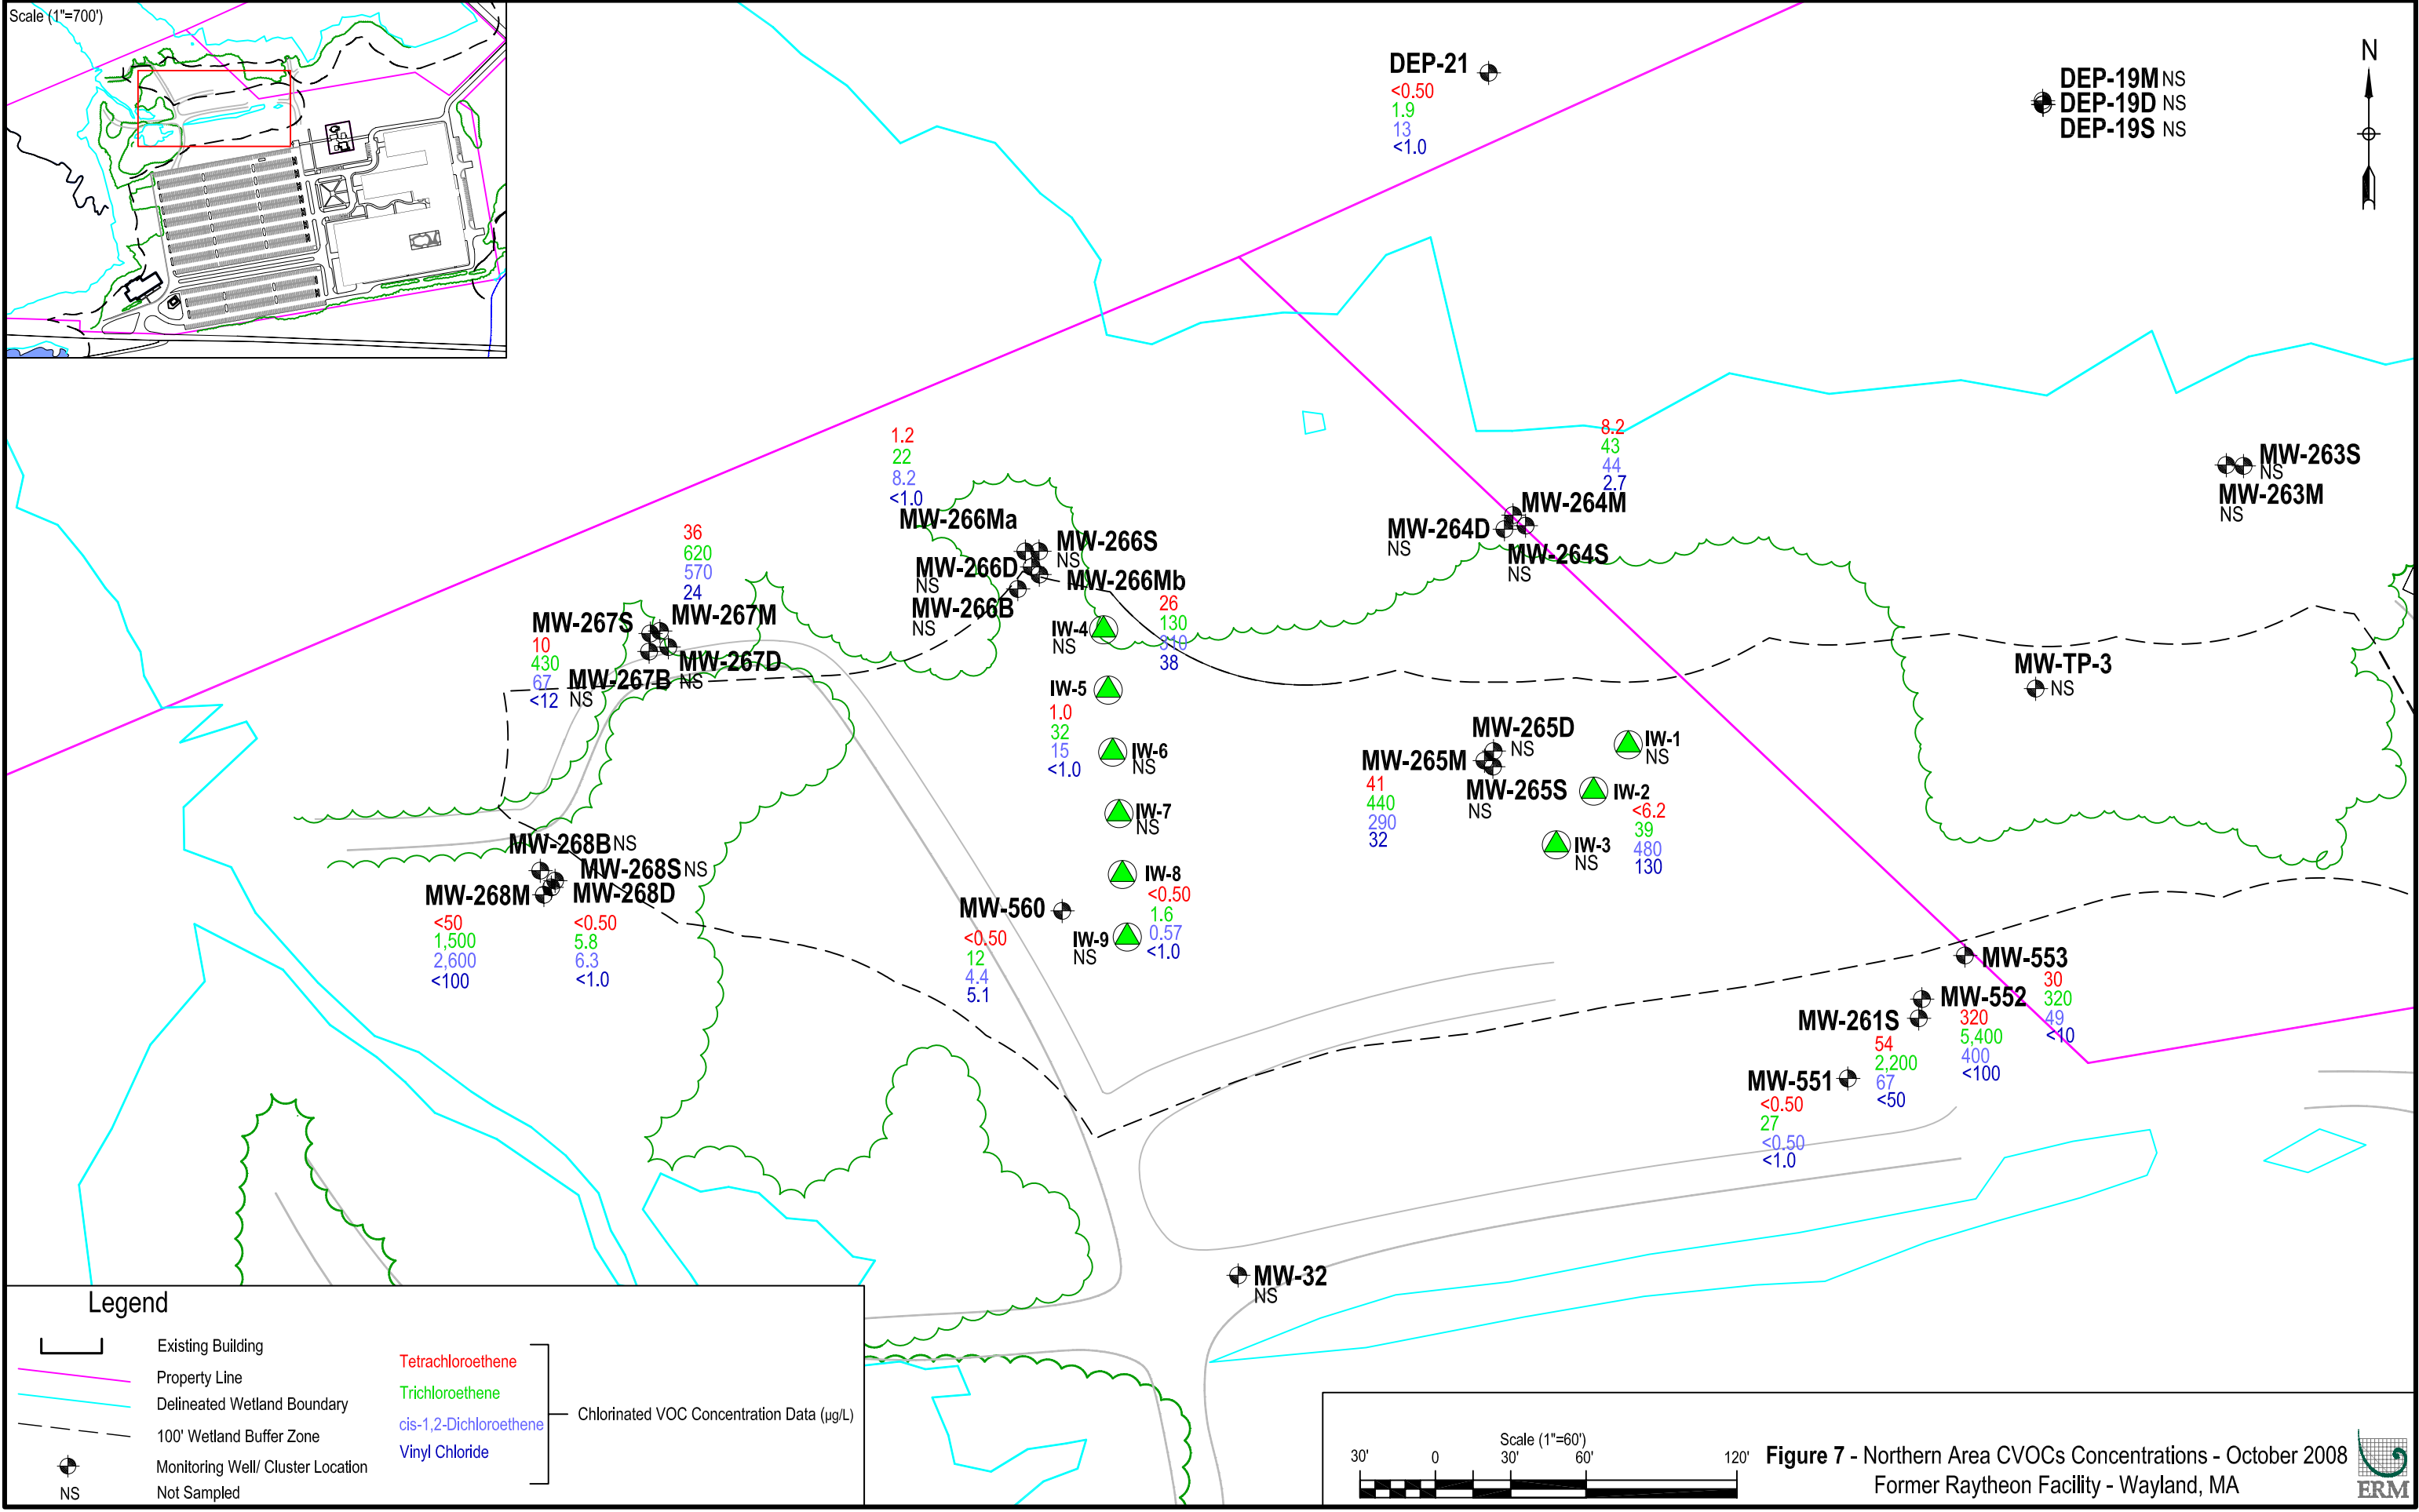 Scale (1"=700')
DEP-21
<0.50
1.9
13
<1.0
DEP-19M NS
DEP-19D NS
DEP-19S NS
N
1.2
22
8.2
<1.0
MW-266Ma
MW-266S
NS
MW-266D
NS
MW-266Mb
26
130
310
38
MW-266B
NS
8.2
43
44
2.7
MW-264M
MW-264D
NS
MW-264S
NS
MW-263S
NS
MW-263M
NS
36
620
570
24
MW-267M
MW-267S
10
430
67
<12
MW-267D
NS
MW-267B
NS
IW-4
NS
IW-5
1.0
32
15
<1.0
IW-6
NS
IW-7
NS
IW-8
<0.50
1.6
0.57
<1.0
IW-9
NS
MW-TP-3
NS
MW-265D
NS
MW-265M
41
440
290
32
MW-265S
NS
IW-1
NS
IW-2
<6.2
39
480
130
IW-3
NS
MW-268B NS
MW-268S NS
MW-268M
<50
1,500
2,600
<100
MW-268D
<0.50
5.8
6.3
<1.0
MW-560
<0.50
12
4.4
5.1
MW-553
30
320
49
<10
MW-552
320
5,400
400
<100
MW-261S
54
2,200
67
<50
MW-551
<0.50
27
<0.50
<1.0
MW-32
NS
Legend
Existing Building
Property Line
Delineated Wetland Boundary
100' Wetland Buffer Zone
Monitoring Well/ Cluster Location
NS Not Sampled
Tetrachloroethene
Trichloroethene
cis-1,2-Dichloroethene
Vinyl Chloride
Chlorinated VOC Concentration Data (µg/L)
Scale (1"=60')
30' 0 30' 60' 120'
Figure 7 - Northern Area CVOCs Concentrations - October 2008
Former Raytheon Facility - Wayland, MA
ERM